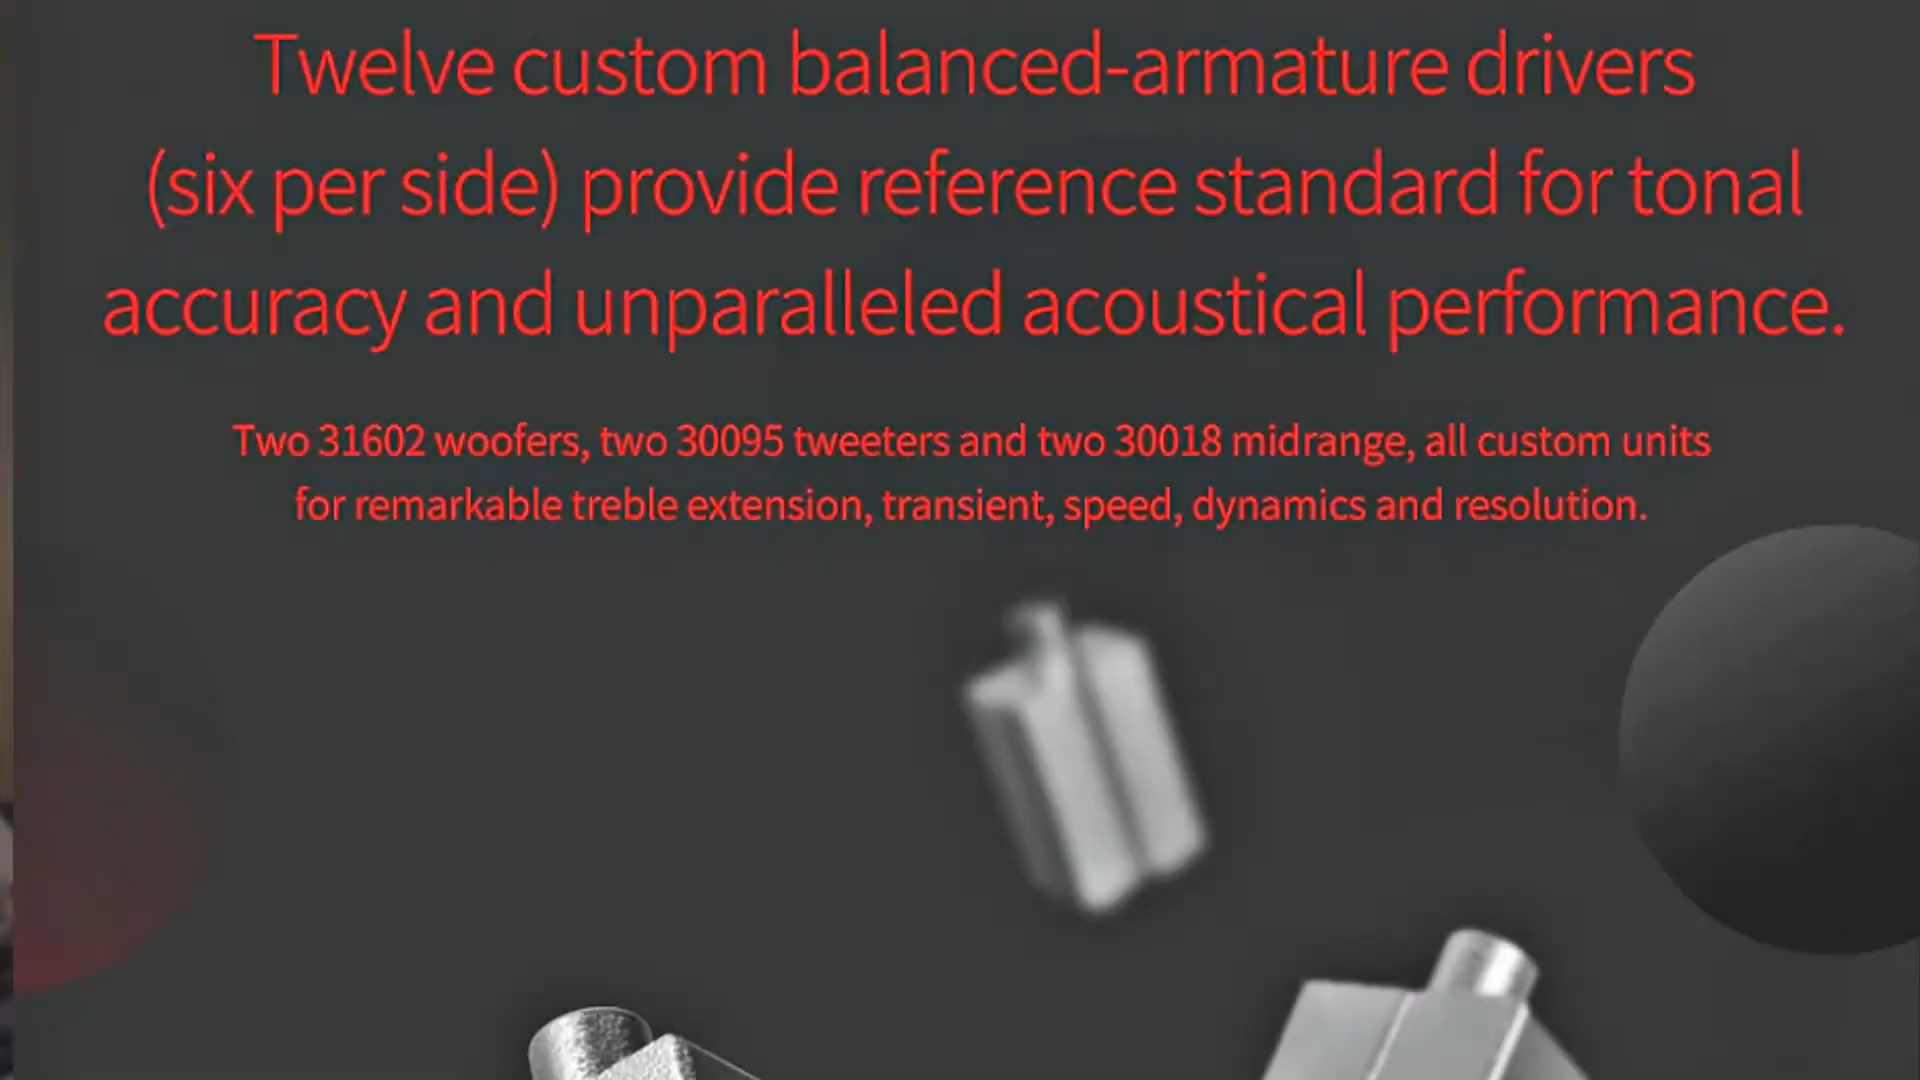 Twelve custom balanced-armature drivers
(six per side) provide reference standard for tonal
accuracy and unparalleled acoustical performance.
Two 31602 woofers, two 30095 tweeters and two 30018 midrange, all custom units
for remarkable treble extension, transient, speed, dynamics and resolution.